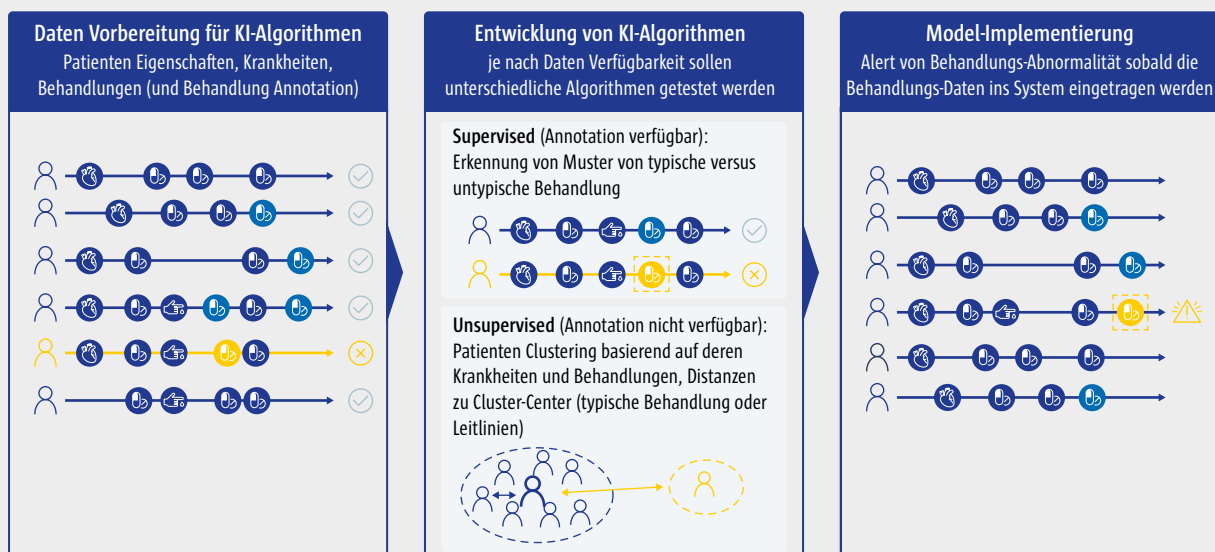 Daten Vorbereitung für KI-Algorithmen
Patienten Eigenschaften, Krankheiten,
Behandlungen (und Behandlung Annotation)
Entwicklung von KI-Algorithmen
je nach Daten Verfügbarkeit sollen
unterschiedliche Algorithmen getestet werden
Supervised (Annotation verfügbar):
Erkennung von Muster von typische versus
untypische Behandlung
Unsupervised (Annotation nicht verfügbar):
Patienten Clustering basierend auf deren
Krankheiten und Behandlungen, Distanzen
zu Cluster-Center (typische Behandlung oder
Leitlinien)
Model-Implementierung
Alert von Behandlungs-Abnormalität sobald die
Behandlungs-Daten ins System eingetragen werden